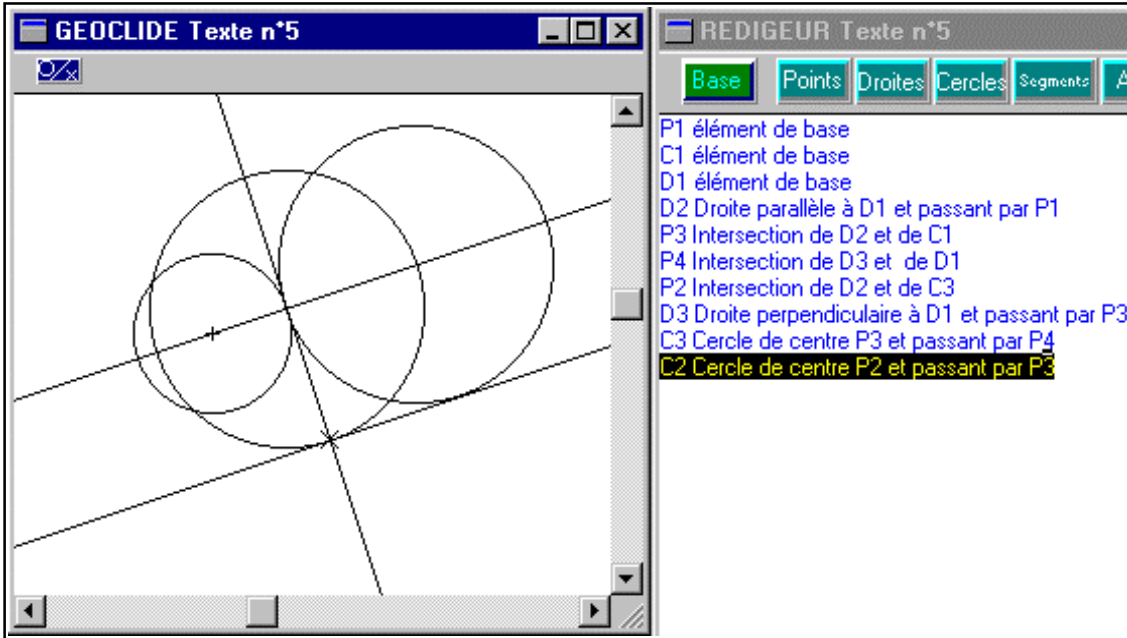 GEOCLIDE Texte n°5
REDIGEUR Texte n°5
Base Points Droites Cercles Segments A
P1 élément de base
C1 élément de base
D1 élément de base
D2 Droite parallèle à D1 et passant par P1
P3 Intersection de D2 et de C1
P4 Intersection de D3 et  de D1
P2 Intersection de D2 et de C3
D3 Droite perpendiculaire à D1 et passant par P3
C3 Cercle de centre P3 et passant par P4
C2 Cercle de centre P2 et passant par P3